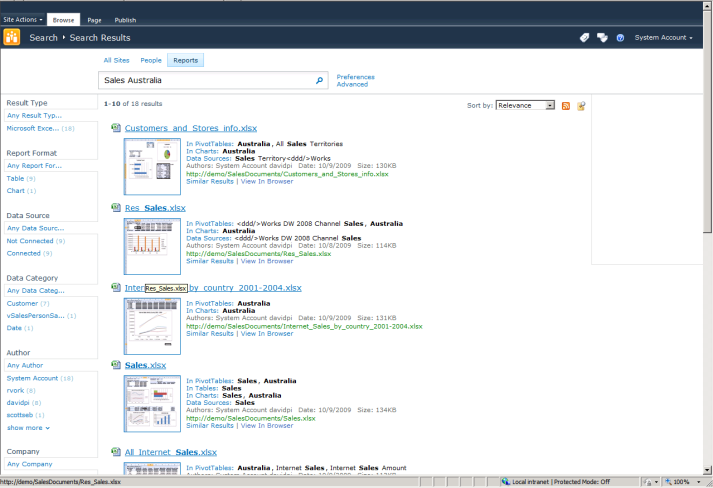 Site Actions Browse Page Publish
Search Search Results System Account
All Sites People Reports
Sales Australia
Preferences
Advanced
Result Type
Any Result Typ...
Microsoft Exce... (18)
Report Format
Any Report For...
Table (9)
Chart (1)
Data Source
Any Data Sourc...
Not Connected (9)
Connected (9)
Data Category
Any Data Categ...
Customer (7)
vSalesPersonSa... (1)
Date (1)
Author
Any Author
System Account (18)
rvork (8)
davidpi (9)
scottseb (1)
show more
Company
Any Company
1-10 of 18 results
Sort by: Relevance
Customers_and_Stores_info.xlsx
In PivotTables: Australia, All Sales Territories
In Charts: Australia
Data Sources: Sales Territory<ddd/>Works
Authors: System Account davidpi Date: 10/9/2009 Size: 130KB
http://demo/SalesDocuments/Customers_and_Stores_info.xlsx
Similar Results | View In Browser
Res_Sales.xlsx
In PivotTables: <ddd/>Works DW 2008 Channel Sales, Australia
In Charts: Australia
Data Sources: <ddd/>Works DW 2008 Channel Sales
Authors: System Account davidpi Date: 10/8/2009 Size: 114KB
http://demo/SalesDocuments/Res_Sales.xlsx
Similar Results | View In Browser
Inter Res_Sales.xlsx by_country_2001-2004.xlsx
In PivotTables: Australia
In Charts: Australia
Authors: System Account davidpi Date: 10/9/2009 Size: 131KB
http://demo/SalesDocuments/Internet_Sales_by_country_2001-2004.xlsx
Similar Results | View In Browser
Sales.xlsx
In PivotTables: Sales, Australia
In Tables: Sales
In Charts: Sales, Australia
Authors: System Account davidpi Date: 10/9/2009 Size: 134KB
http://demo/SalesDocuments/Sales.xlsx
Similar Results | View In Browser
All_Internet_Sales.xlsx
In PivotTables: Australia, Internet Sales, Internet Sales Amount
http://demo/SalesDocuments/Res_Sales.xlsx Local intranet | Protected Mode: Off 100%